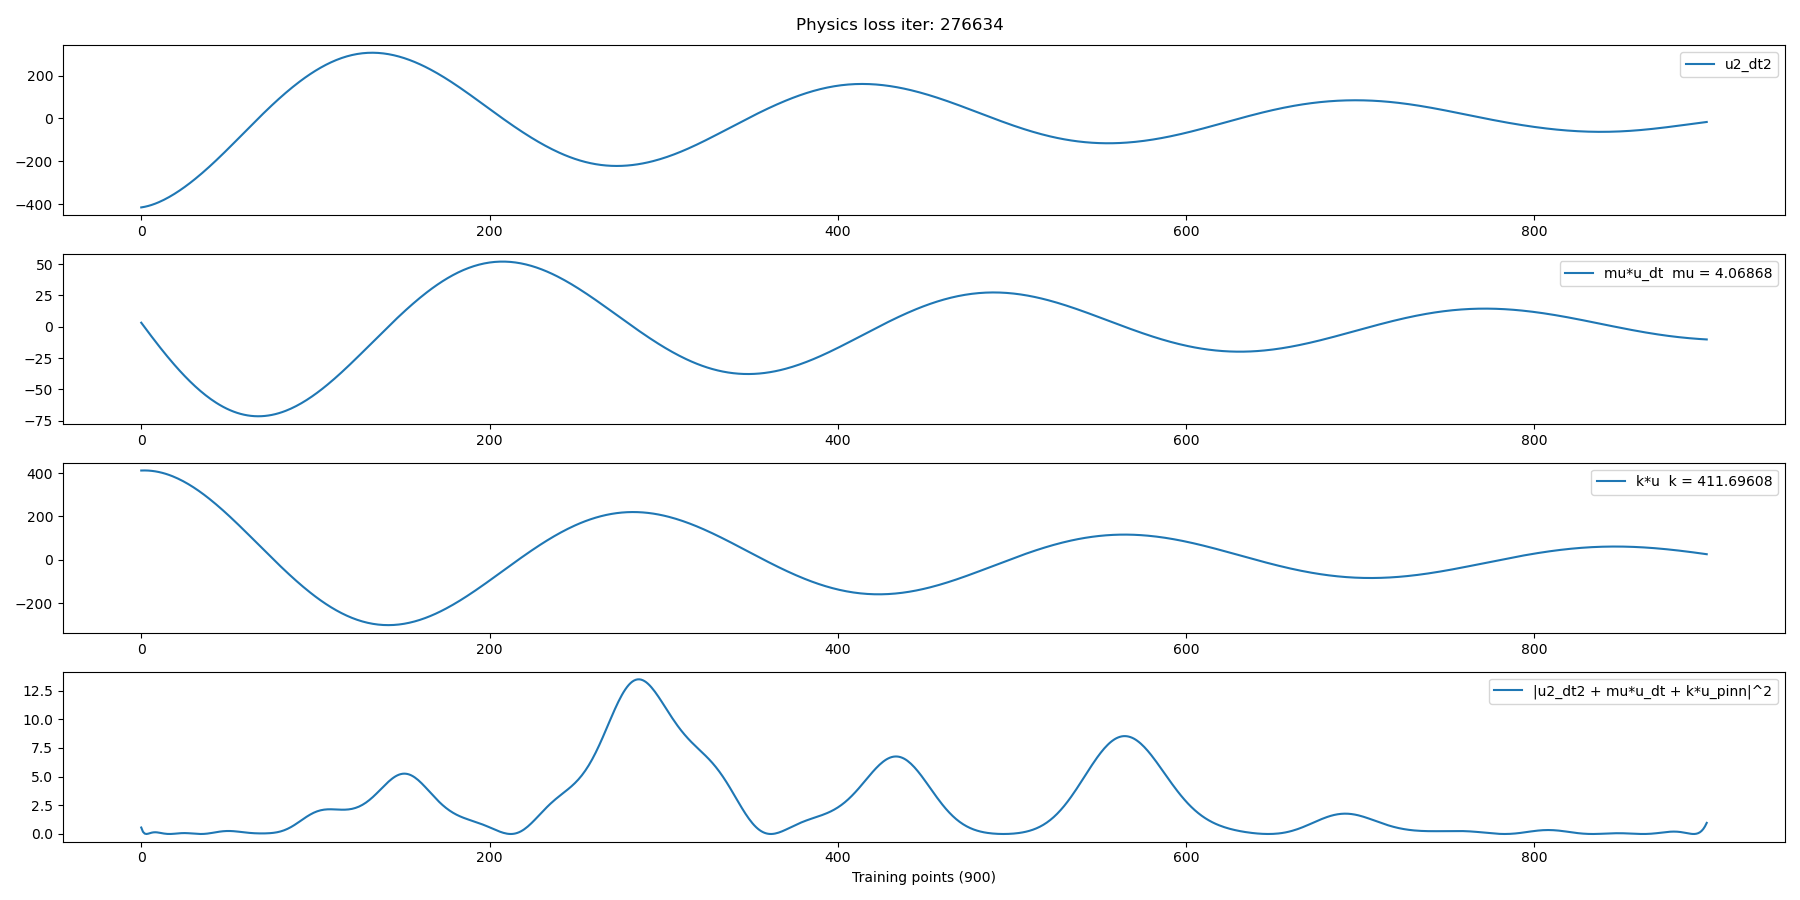 Physics loss iter: 276634
200
0
−200
−400
u2_dt2
0 200 400 600 800
50
25
0
−25
−50
−75
mu*u_dt mu = 4.06868
0 200 400 600 800
400
200
0
−200
k*u k = 411.69608
0 200 400 600 800
12.5
10.0
7.5
5.0
2.5
0.0
|u2_dt2 + mu*u_dt + k*u_pinn|^2
0 200 400 600 800
Training points (900)